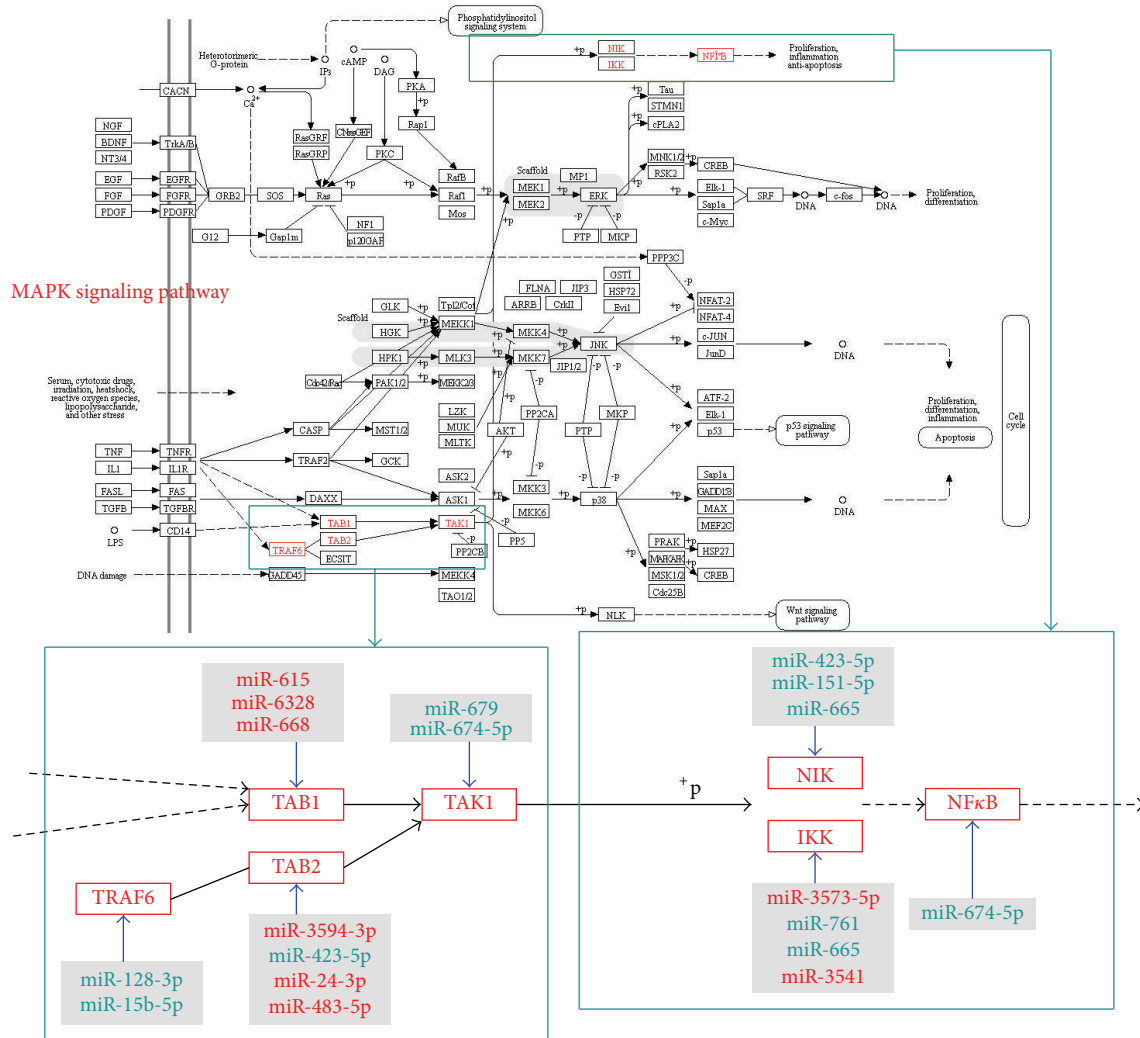 Phosphatidylinositol
signaling system
Heterotorimeric
G-protein
IP3
cAMP
DAG
+p
NIK
IKK
NFΓB
Proliferation,
inflammation
anti-apoptosis
CACN
Ca2+
PKA
+p
Rap1
RasGRF
RasGRP
CNrasGEF
PKC
RafB
Tau
STMN1
cPLA2
+p
NGF
BDNF
NT3/4
TrkA/B
EGF
EGFR
FGF
FGFR
PDGF
PDGFR
GRB2
SOS
Ras
+p
+p
Raf1
Mos
+p
Scaffold
MEK1
MEK2
+p
MP1
ERK
+p
MNK1/2
RSK2
+p
CREB
+p
Elk-1
Sap1a
c-Myc
SRF
DNA
c-fos
DNA
Proliferation,
differentiation
G12
Gap1m
NF1
p120GAP
+p
-p
-p
PTP
MKP
PPP3C
-p
MAPK signaling pathway
GLK
HGK
HPK1
Scaffold
+p
+p
+p
+p
Tpl2/Cot
MEKK1
MLK3
FLNA
JIP3
ARRB
CrkII
GSTΓ
HSP72
Evi1
+p
+p
MKK4
MKK7
+p
+p
JNK
JIP1/2
+p
+p
NFAT-2
NFAT-4
c-JUN
JunD
DNA
Serum, cytotoxic drugs,
irradiation, heatshock,
reactive oxygen species,
lipopolysaccharide,
and other stress
Cdc42/Rac
PAK1/2
+p
MEKK2/3
LZK
MUK
MLTK
-p
-p
PP2CA
AKT
+p
-p
-p
-p
PTP
MKP
-p
-p
+p
ATF-2
Elk-1
p53
+p
p53 signaling
pathway
Proliferation,
differentiation,
inflammation
Apoptosis
Cell
cycle
CASP
MST1/2
TRAF2
GCK
TNF
TNFR
IL1
IL1R
FASL
FAS
TGFB
TGFBR
LPS
CD14
DAXX
ASK2
ASK1
+p
MKK3
MKK6
+p
p38
+p
Sap1a
GADD153
MAX
MEF2C
DNA
TAB1
TAB2
TRAF6
ECSIT
TAK1
-p
PP2CB
PP5
+p
PRAK
MSK1/2
Cdc25B
+p
+p
HSP27
CREB
DNA damage
GADD45
MEKK4
TAO1/2
+p
NLK
Wnt signaling
pathway
miR-615
miR-6328
miR-668
miR-679
miR-674-5p
TAB1
TAK1
TAB2
TRAF6
miR-128-3p
miR-15b-5p
miR-3594-3p
miR-423-5p
miR-24-3p
miR-483-5p
miR-423-5p
miR-151-5p
miR-665
+p
NIK
IKK
NFκB
miR-3573-5p
miR-761
miR-665
miR-3541
miR-674-5p